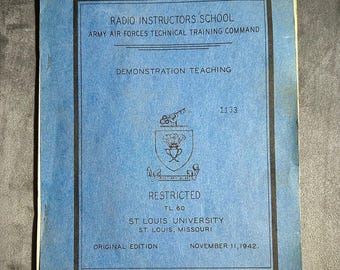 RADIO INSTRUCTORS SCHOOL
ARMY AIR FORCES TECHNICAL TRAINING COMMAND
DEMONSTRATION TEACHING
RESTRICTED
TL 60
ST LOUIS UNIVERSITY
ST. LOUIS, MISSOURI
ORIGINAL EDITION NOVEMBER 11, 1942.